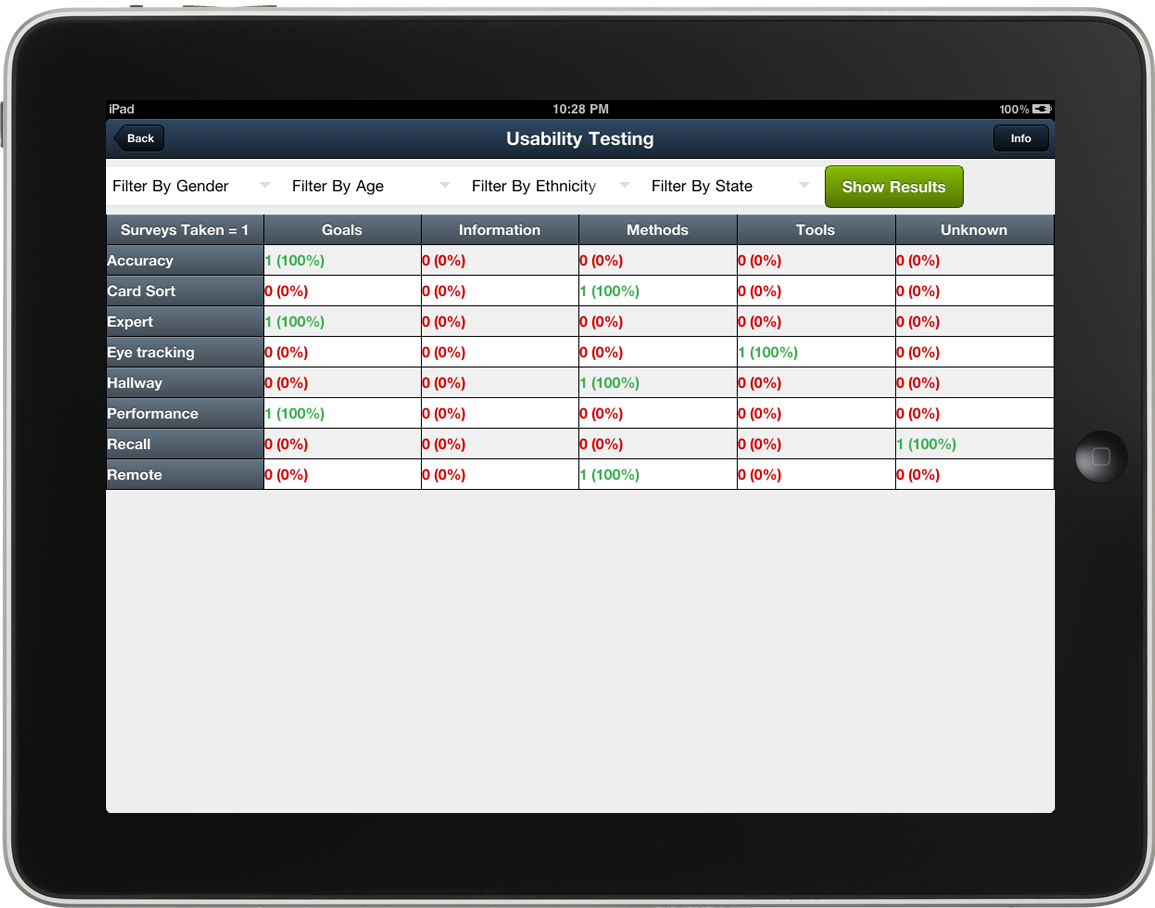 iPad 10:28 PM 100%
Back Usability Testing Info
Filter By Gender Filter By Age Filter By Ethnicity Filter By State Show Results
Surveys Taken = 1 Goals Information Methods Tools Unknown
Accuracy 1 (100%) 0 (0%) 0 (0%) 0 (0%) 0 (0%)
Card Sort 0 (0%) 0 (0%) 1 (100%) 0 (0%) 0 (0%)
Expert 1 (100%) 0 (0%) 0 (0%) 0 (0%) 0 (0%)
Eye tracking 0 (0%) 0 (0%) 0 (0%) 1 (100%) 0 (0%)
Hallway 0 (0%) 0 (0%) 1 (100%) 0 (0%) 0 (0%)
Performance 1 (100%) 0 (0%) 0 (0%) 0 (0%) 0 (0%)
Recall 0 (0%) 0 (0%) 0 (0%) 0 (0%) 1 (100%)
Remote 0 (0%) 0 (0%) 1 (100%) 0 (0%) 0 (0%)